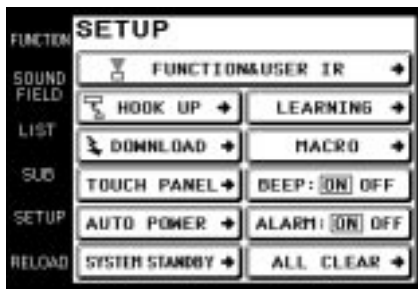 FUNCTION
SOUND
FIELD
LIST
SUB
SETUP
RELOAD
SETUP
FUNCTION&USER IR
HOOK UP
LEARNING
DOWNLOAD
MACRO
TOUCH PANEL
BEEP: ON OFF
AUTO POWER
ALARM: ON OFF
SYSTEM STANDBY
ALL CLEAR